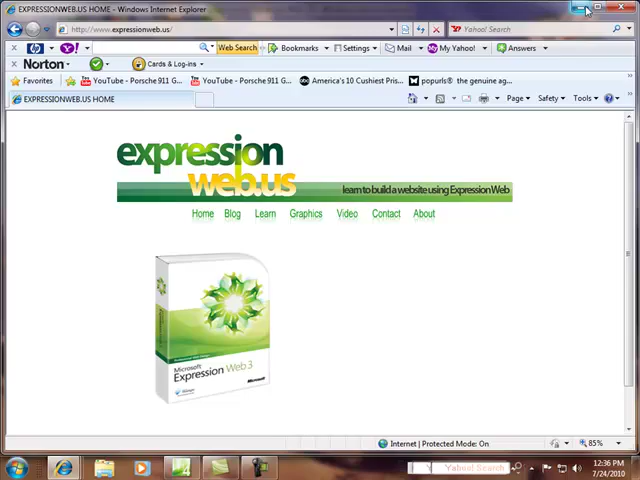 EXPRESSIONWEB.US HOME - Windows Internet Explorer
http://www.expressionweb.us/
Yahoo! Search
Web Search Bookmarks Settings Mail My Yahoo! Answers
Norton Cards & Log-ins
Favorites YouTube - Porsche 911 G... YouTube - Porsche 911 G... America's 10 Cushiest Pris... popurls® the genuine ag...
EXPRESSIONWEB.US HOME
Page Safety Tools
expression
web.us
learn to build a website using Expression Web
Home Blog Learn Graphics Video Contact About
Microsoft
Expression Web 3
Microsoft
Internet | Protected Mode: On
85%
Yahoo! Search
12:36 PM
7/24/2010